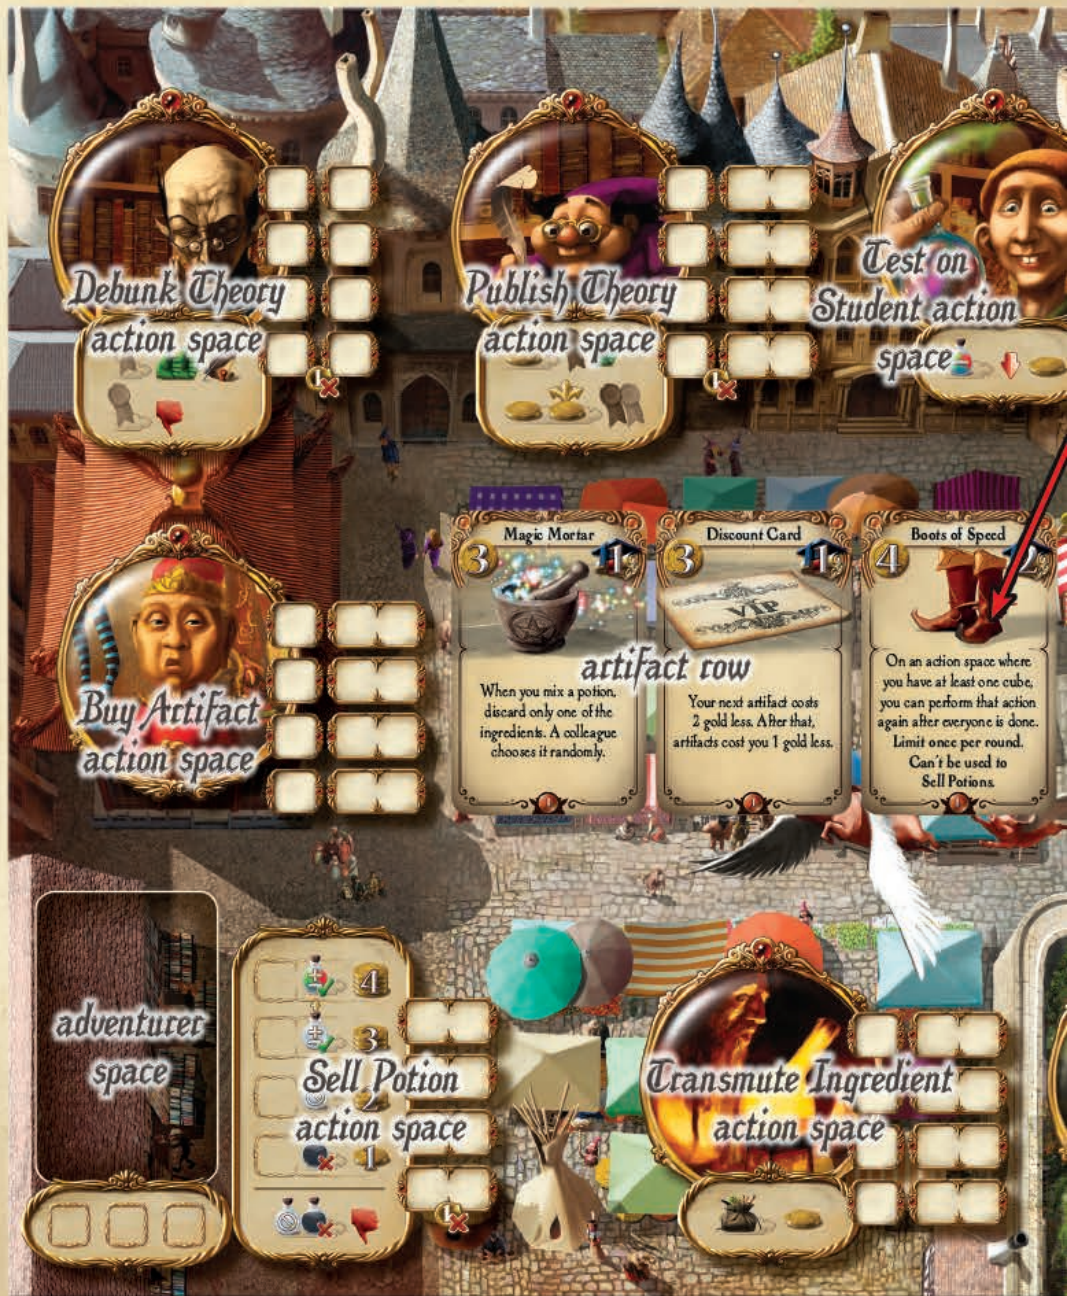 Debunk Theory
action space
Publish Theory
action space
Test on
Student action
space
Magic Mortar
3
1
When you mix a potion,
discard only one of the
ingredients. A colleague
chooses it randomly.
1
Discount Card
3
1
VIP
Your next artifact costs
2 gold less. After that,
artifacts cost you 1 gold less.
1
Boots of Speed
4
2
On an action space where
you have at least one cube,
you can perform that action
again after everyone is done.
Limit once per round.
Can't be used to
Sell Potions.
1
artifact row
Buy Artifact
action space
adventurer
space
4
3
2
1
Sell Potion
action space
Transmute Ingredient
action space